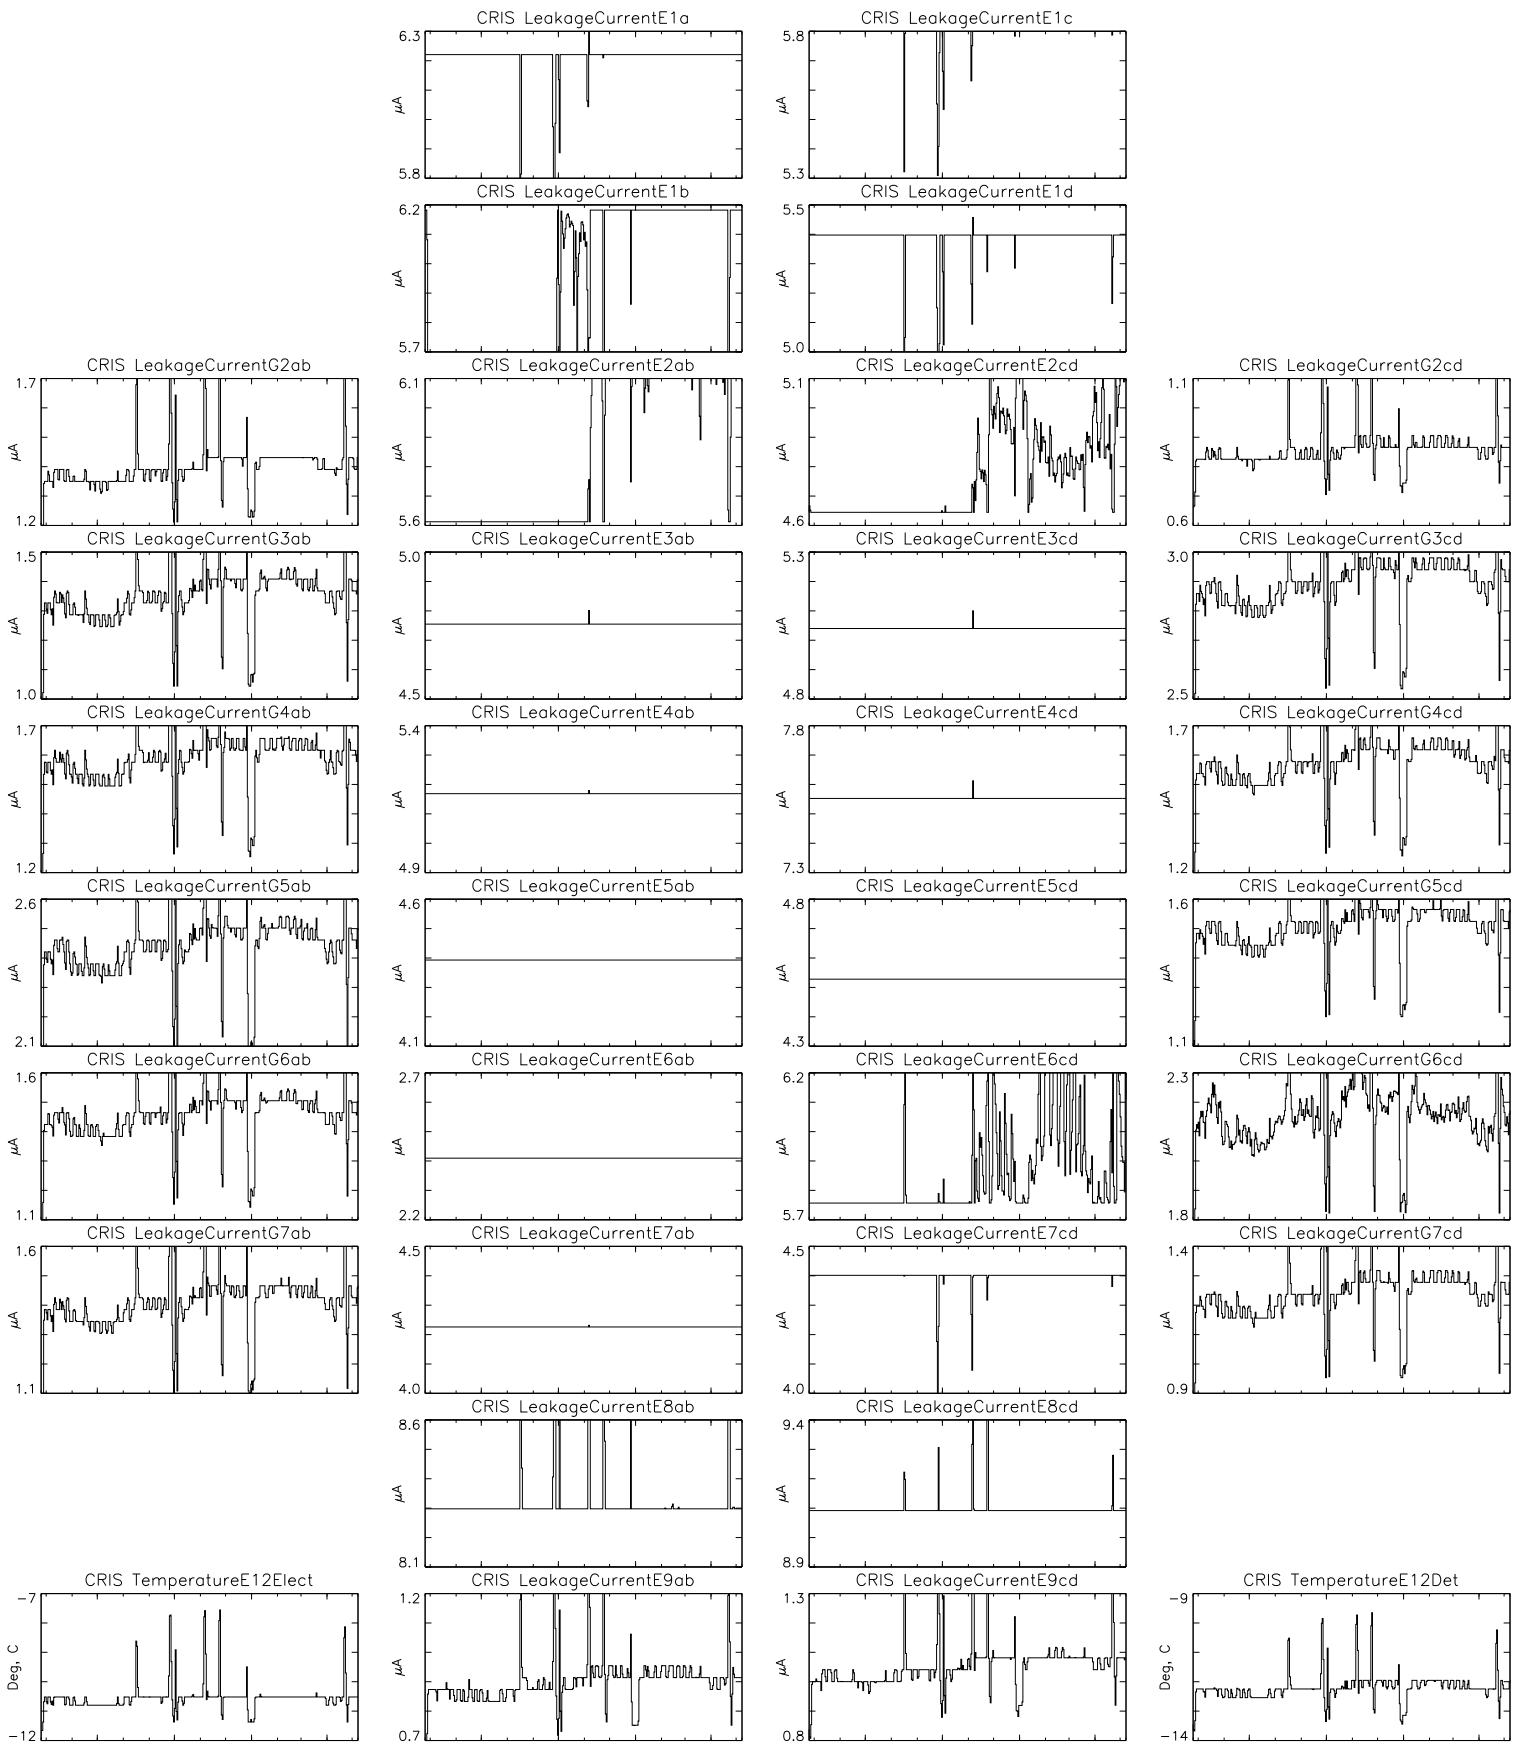 CRIS LeakageCurrentE1a
CRIS LeakageCurrentE1c
6.3
5.8
μA
μA
5.8
5.3
CRIS LeakageCurrentE1b
CRIS LeakageCurrentE1d
6.2
5.5
μA
μA
5.7
5.0
CRIS LeakageCurrentG2ab
CRIS LeakageCurrentE2ab
CRIS LeakageCurrentE2cd
CRIS LeakageCurrentG2cd
1.7
6.1
5.1
1.1
μA
μA
μA
μA
1.2
5.6
4.6
0.6
CRIS LeakageCurrentG3ab
CRIS LeakageCurrentE3ab
CRIS LeakageCurrentE3cd
CRIS LeakageCurrentG3cd
1.5
5.0
5.3
3.0
μA
μA
μA
μA
1.0
4.5
4.8
2.5
CRIS LeakageCurrentG4ab
CRIS LeakageCurrentE4ab
CRIS LeakageCurrentE4cd
CRIS LeakageCurrentG4cd
1.7
5.4
7.8
1.7
μA
μA
μA
μA
1.2
4.9
7.3
1.2
CRIS LeakageCurrentG5ab
CRIS LeakageCurrentE5ab
CRIS LeakageCurrentE5cd
CRIS LeakageCurrentG5cd
2.6
4.6
4.8
1.6
μA
μA
μA
μA
2.1
4.1
4.3
1.1
CRIS LeakageCurrentG6ab
CRIS LeakageCurrentE6ab
CRIS LeakageCurrentE6cd
CRIS LeakageCurrentG6cd
1.6
2.7
6.2
2.3
μA
μA
μA
μA
1.1
2.2
5.7
1.8
CRIS LeakageCurrentG7ab
CRIS LeakageCurrentE7ab
CRIS LeakageCurrentE7cd
CRIS LeakageCurrentG7cd
1.6
4.5
4.5
1.4
μA
μA
μA
μA
1.1
4.0
4.0
0.9
CRIS LeakageCurrentE8ab
CRIS LeakageCurrentE8cd
8.6
9.4
μA
μA
8.1
8.9
CRIS TemperatureE12Elect
CRIS LeakageCurrentE9ab
CRIS LeakageCurrentE9cd
CRIS TemperatureE12Det
-7
1.2
1.3
-9
Deg, C
μA
μA
Deg, C
-12
0.7
0.8
-14